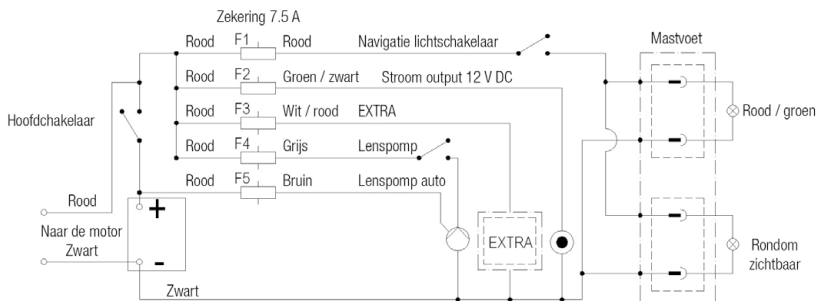 Zekering 7.5 A
Rood F1 Rood Navigatie lichtschakelaar
Mastvoet
Rood F2 Groen / zwart Stroom output 12 V DC
Hoofdchakelaar
Rood F3 Wit / rood EXTRA
Rood / groen
Rood F4 Grijs Lenspomp
Rood F5 Bruin Lenspomp auto
Rood
+
Naar de motor
Zwart
-
EXTRA
Rondom
zichtbaar
Zwart